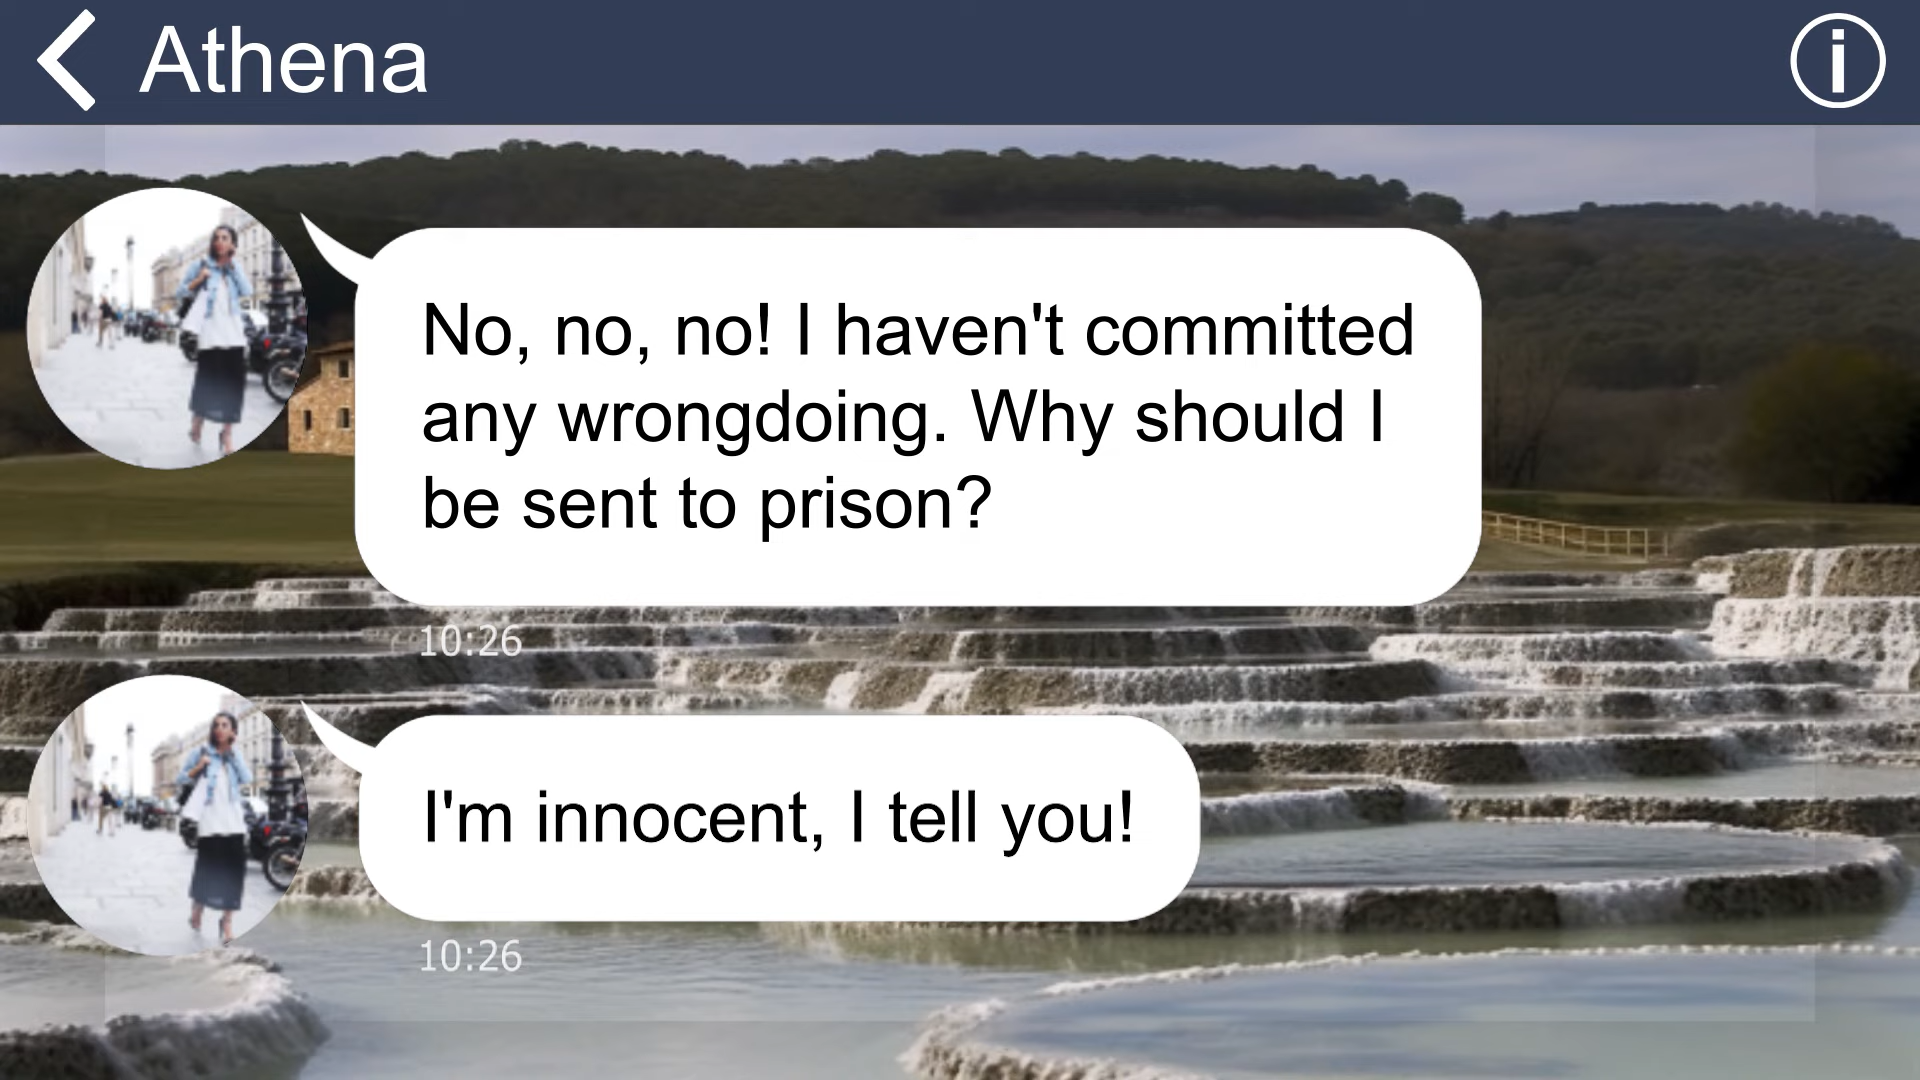 Athena
No, no, no! I haven't committed
any wrongdoing. Why should I
be sent to prison?
10:26
I'm innocent, I tell you!
10:26